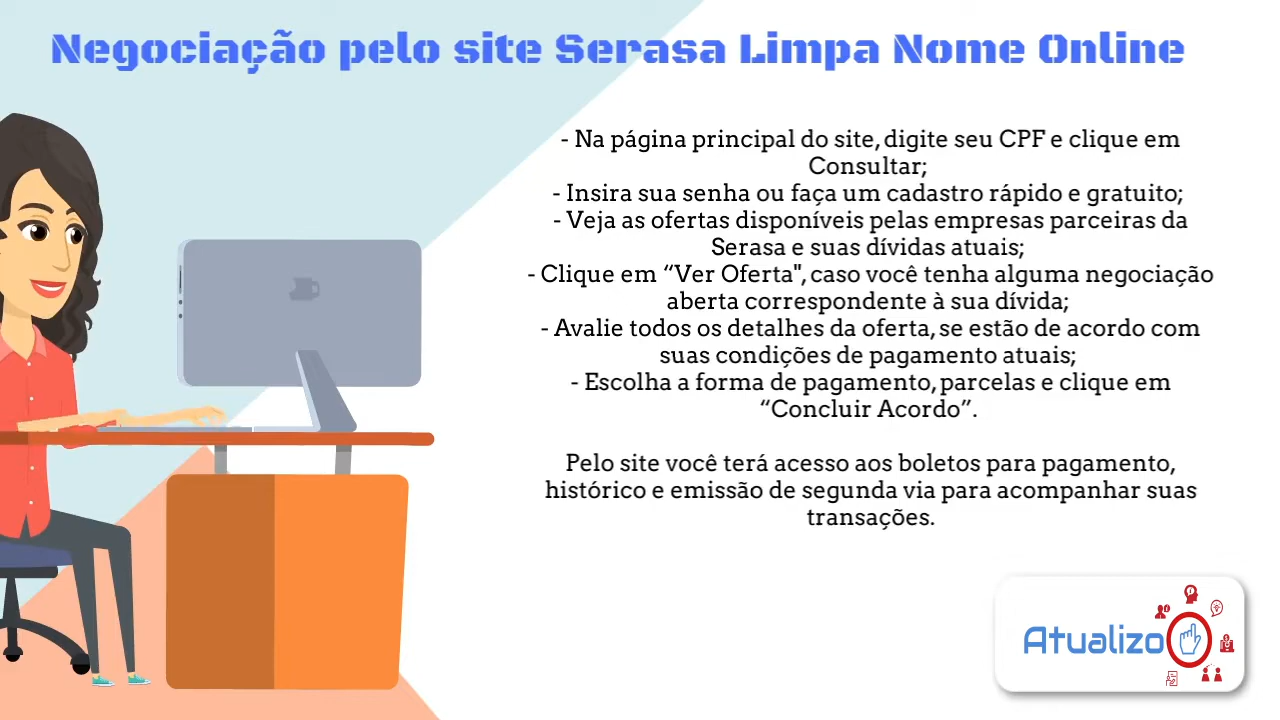 Negociação pelo site Serasa Limpa Nome Online
- Na página principal do site, digite seu CPF e clique em
Consultar;
- Insira sua senha ou faça um cadastro rápido e gratuito;
- Veja as ofertas disponíveis pelas empresas parceiras da
Serasa e suas dívidas atuais;
- Clique em “Ver Oferta", caso você tenha alguma negociação
aberta correspondente à sua dívida;
- Avalie todos os detalhes da oferta, se estão de acordo com
suas condições de pagamento atuais;
- Escolha a forma de pagamento, parcelas e clique em
“Concluir Acordo”.
Pelo site você terá acesso aos boletos para pagamento,
histórico e emissão de segunda via para acompanhar suas
transações.
Atualizo